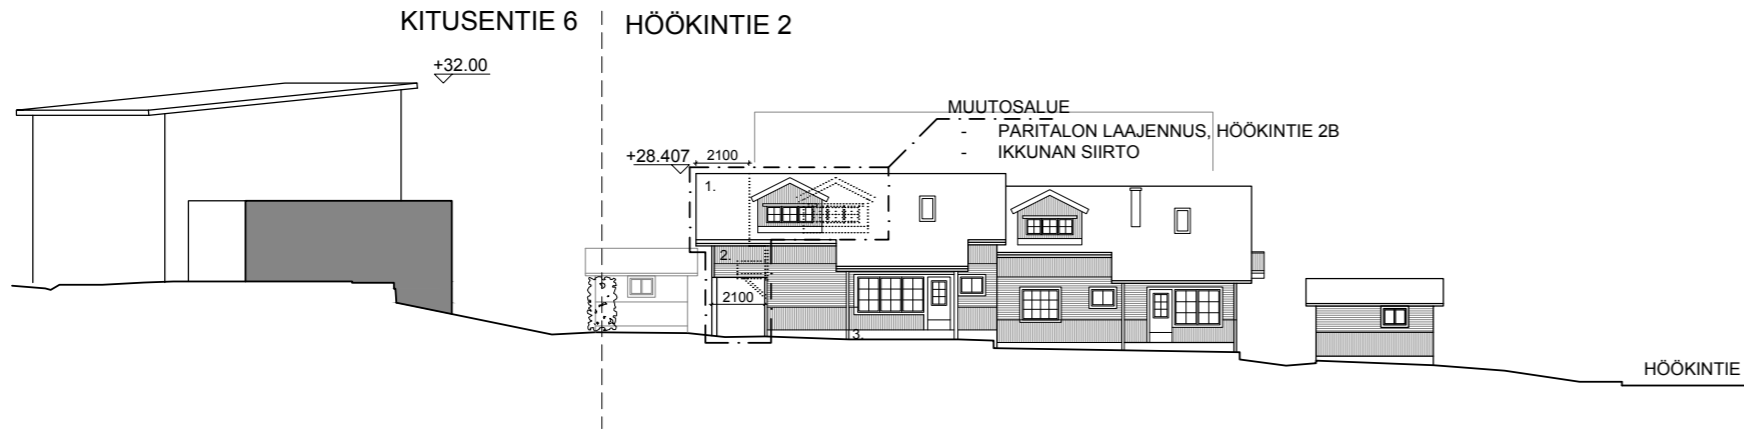 KITUSENTIE 6
HÖÖKINTIE 2
+32.00
MUUTOSALUE
- PARITALON LAAJENNUS, HÖÖKINTIE 2B
- IKKUNAN SIIRTO
+28.407
2100
1.
2.
2100
3.
HÖÖKINTIE